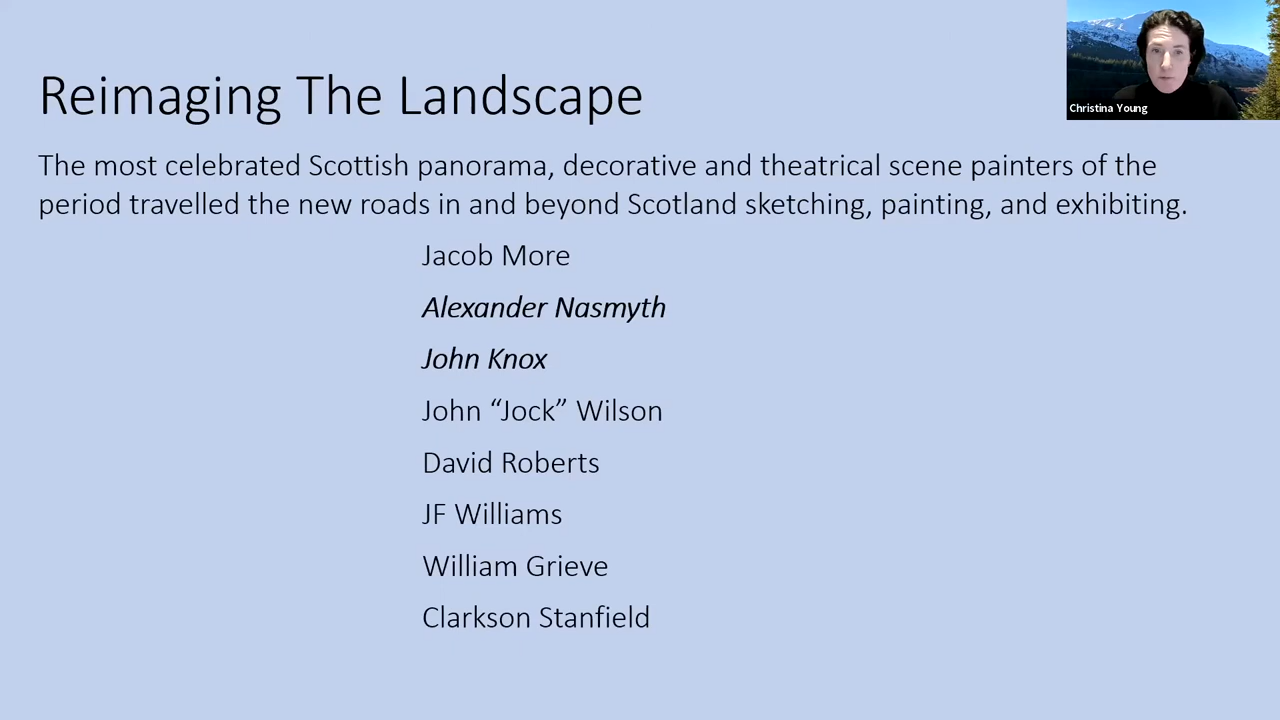 Reimaging The Landscape
Christina Young
The most celebrated Scottish panorama, decorative and theatrical scene painters of the
period travelled the new roads in and beyond Scotland sketching, painting, and exhibiting.
Jacob More
Alexander Nasmyth
John Knox
John “Jock” Wilson
David Roberts
JF Williams
William Grieve
Clarkson Stanfield